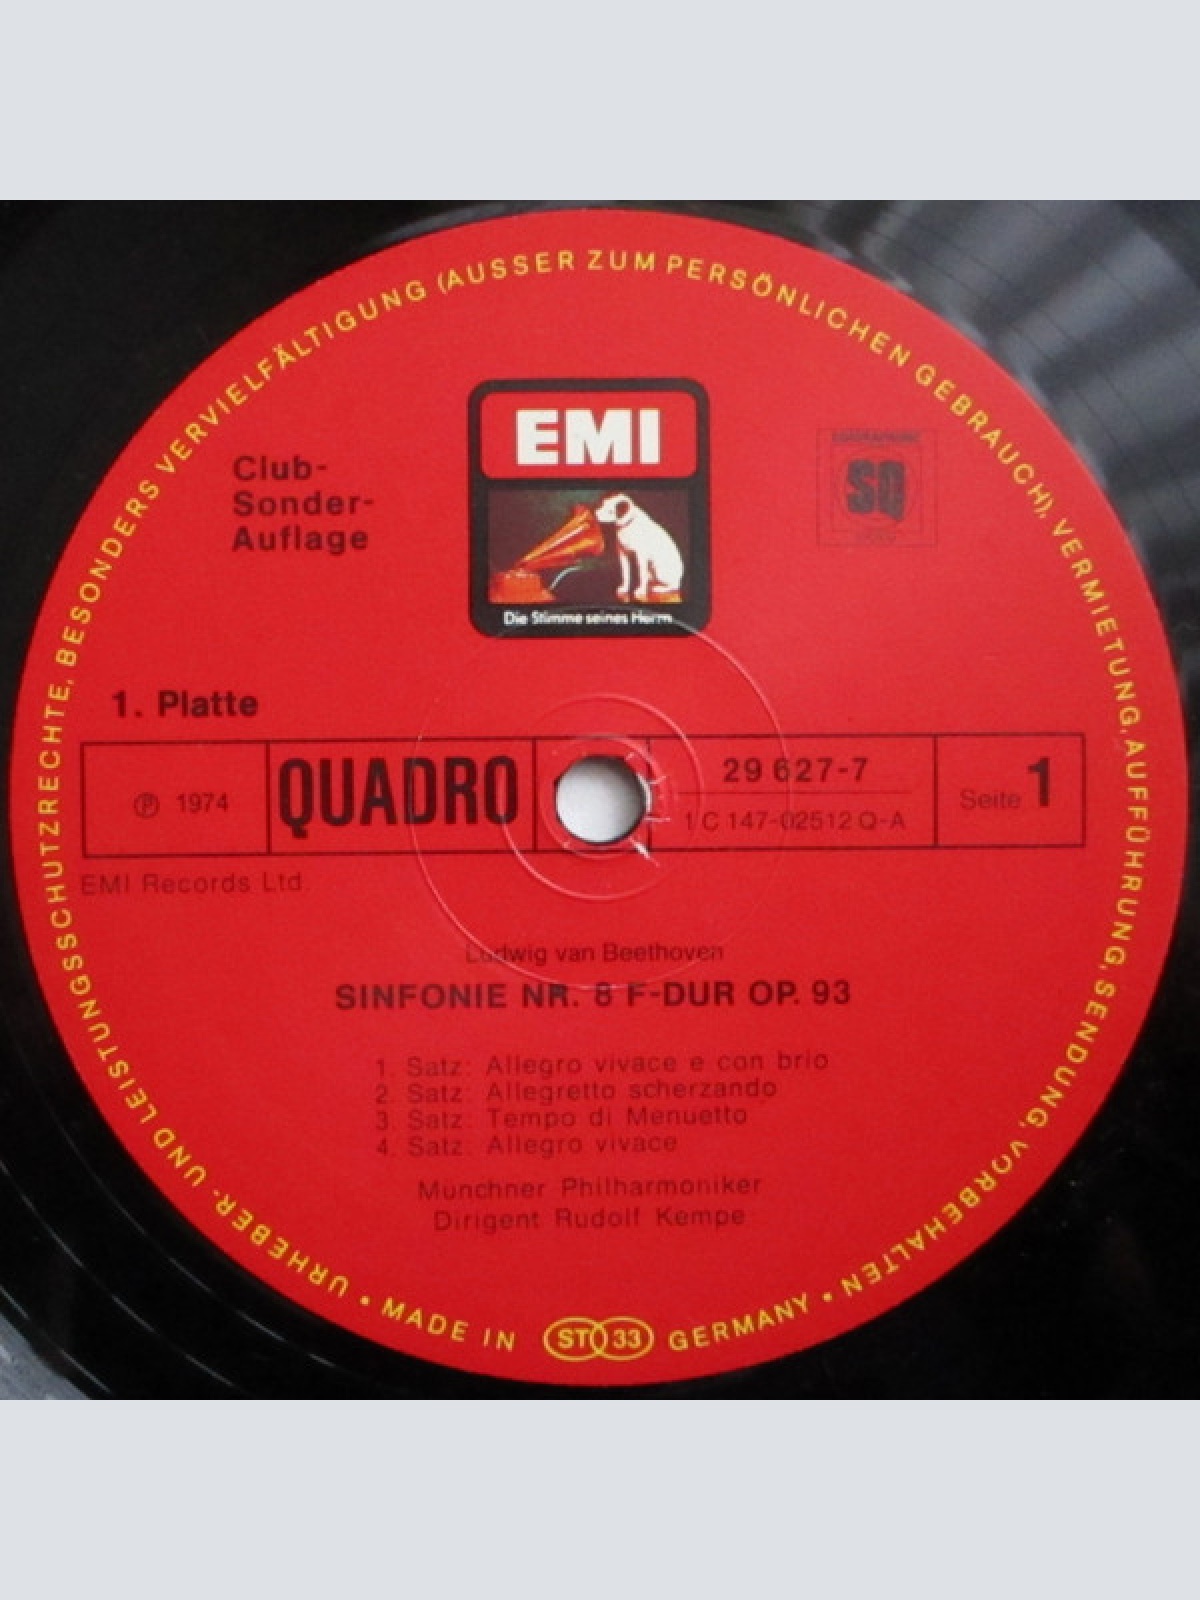 URHEBER- UND LEISTUNGSSCHUTZRECHTE, BESONDERS VERVIELFÄLTIGUNG (AUSSER ZUM PERSÖNLICHEN GEBRAUCH), VERMIETUNG, AUFFÜHRUNG, SENDUNG, VORBEHALTEN •
EMI
Die Stimme seines Herrn
Club-
Sonder-
Auflage
SQ
1. Platte
℗ 1974
QUADRO
29 627-7
1 C 147-02512 Q-A
Seite 1
EMI Records Ltd.
Ludwig van Beethoven
SINFONIE NR. 8 F-DUR OP. 93
1. Satz: Allegro vivace e con brio
2. Satz: Allegretto scherzando
3. Satz: Tempo di Menuetto
4. Satz: Allegro vivace
Münchner Philharmoniker
Dirigent Rudolf Kempe
• MADE IN ST 33 GERMANY